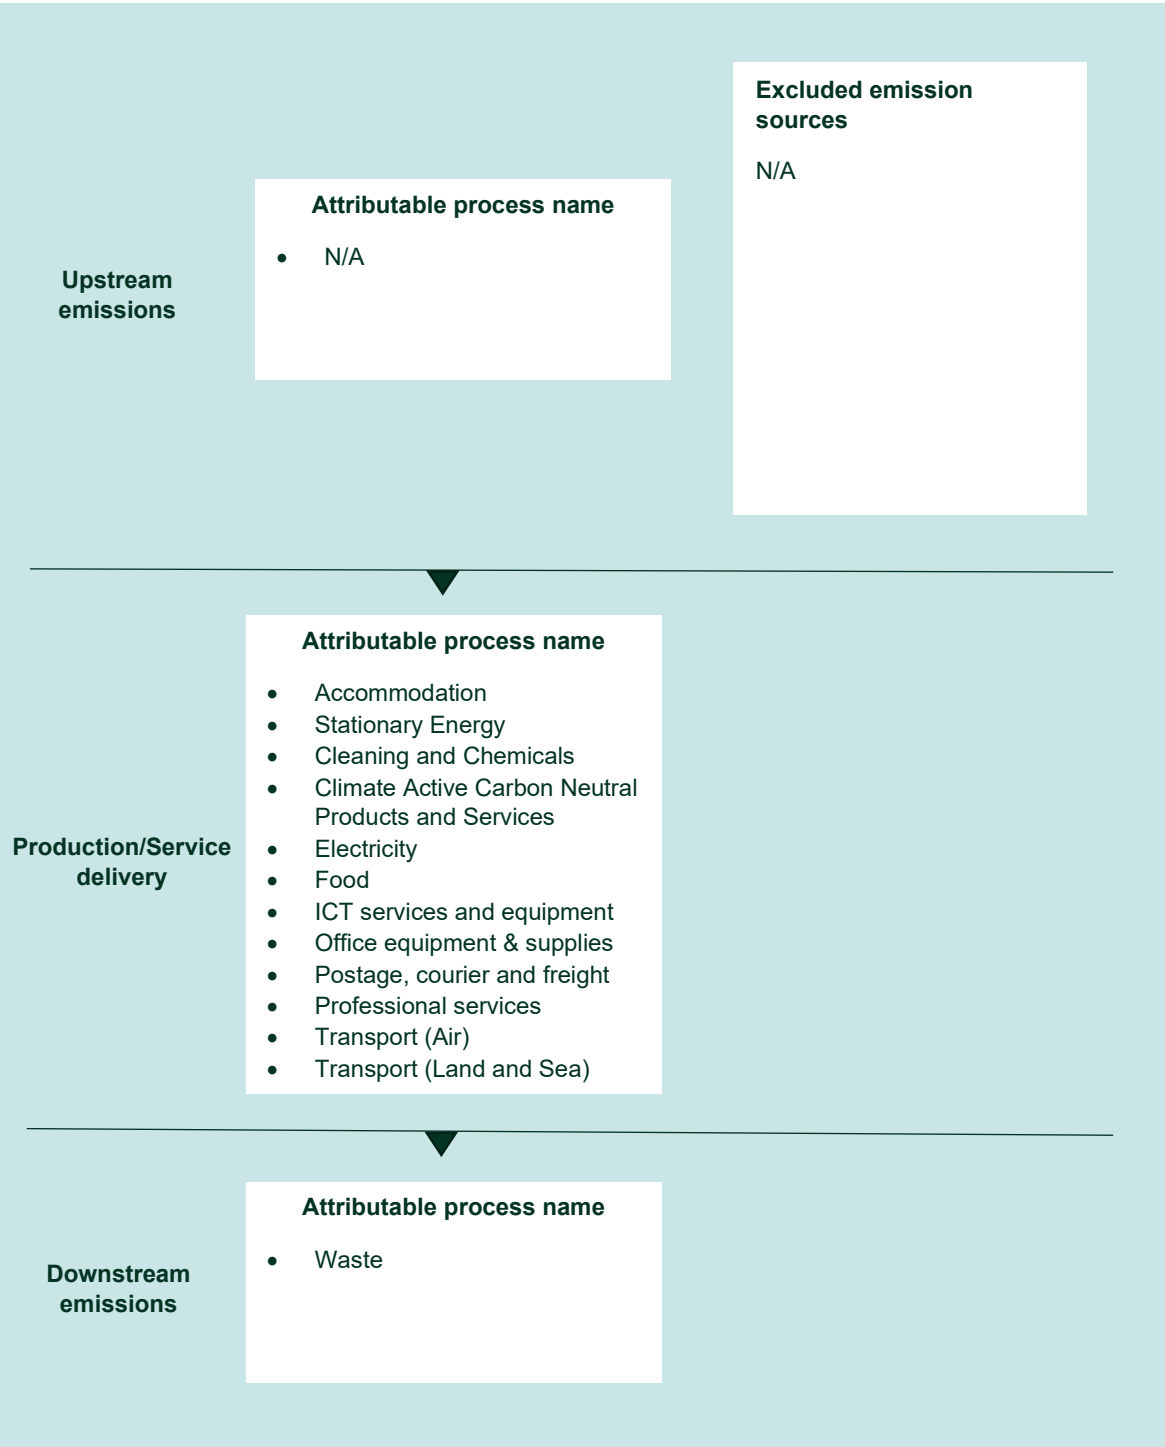 Excluded emission
sources
N/A
Attributable process name
• N/A
Upstream
emissions
Attributable process name
• Accommodation
• Stationary Energy
• Cleaning and Chemicals
• Climate Active Carbon Neutral
Products and Services
• Electricity
• Food
• ICT services and equipment
• Office equipment & supplies
• Postage, courier and freight
• Professional services
• Transport (Air)
• Transport (Land and Sea)
Production/Service
delivery
Attributable process name
• Waste
Downstream
emissions